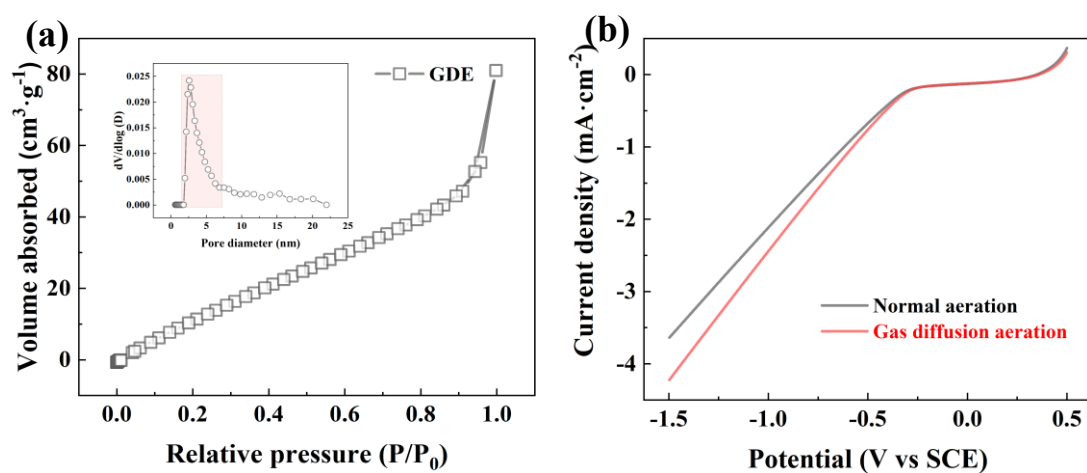 (a)
Volume absorbed (cm³·g⁻¹)
80
60
40
20
0
0.0 0.2 0.4 0.6 0.8 1.0
Relative pressure (P/P₀)
GDE
dV/dlog (D)
0.025
0.020
0.015
0.010
0.005
0.000
0 5 10 15 20 25
Pore diameter (nm)
(b)
Current density (mA·cm⁻²)
0
-1
-2
-3
-4
-1.5 -1.0 -0.5 0.0 0.5
Potential (V vs SCE)
Normal aeration
Gas diffusion aeration